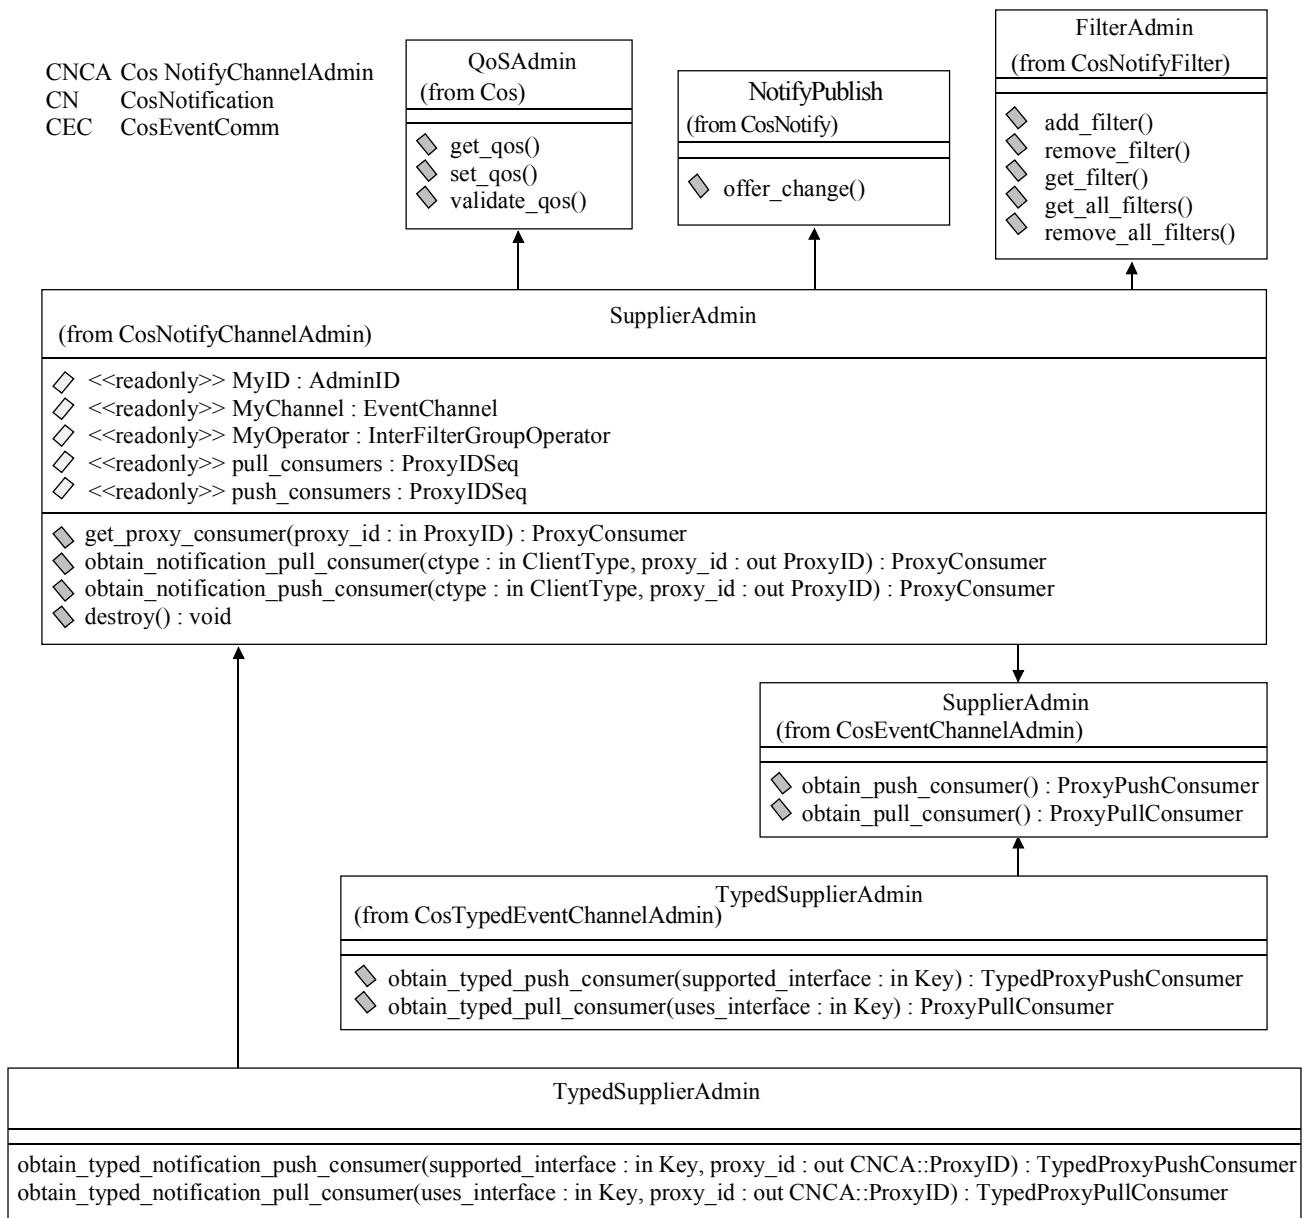 CNCA Cos NotifyChannelAdmin
CN CosNotification
CEC CosEventComm
QoSAdmin
(from Cos)
get_qos()
set_qos()
validate_qos()
NotifyPublish
(from CosNotify)
offer_change()
FilterAdmin
(from CosNotifyFilter)
add_filter()
remove_filter()
get_filter()
get_all_filters()
remove_all_filters()
SupplierAdmin
(from CosNotifyChannelAdmin)
<<readonly>> MyID : AdminID
<<readonly>> MyChannel : EventChannel
<<readonly>> MyOperator : InterFilterGroupOperator
<<readonly>> pull_consumers : ProxyIDSeq
<<readonly>> push_consumers : ProxyIDSeq
get_proxy_consumer(proxy_id : in ProxyID) : ProxyConsumer
obtain_notification_pull_consumer(ctype : in ClientType, proxy_id : out ProxyID) : ProxyConsumer
obtain_notification_push_consumer(ctype : in ClientType, proxy_id : out ProxyID) : ProxyConsumer
destroy() : void
SupplierAdmin
(from CosEventChannelAdmin)
obtain_push_consumer() : ProxyPushConsumer
obtain_pull_consumer() : ProxyPullConsumer
TypedSupplierAdmin
(from CosTypedEventChannelAdmin)
obtain_typed_push_consumer(supported_interface : in Key) : TypedProxyPushConsumer
obtain_typed_pull_consumer(uses_interface : in Key) : ProxyPullConsumer
TypedSupplierAdmin
obtain_typed_notification_push_consumer(supported_interface : in Key, proxy_id : out CNCA::ProxyID) : TypedProxyPushConsumer
obtain_typed_notification_pull_consumer(uses_interface : in Key, proxy_id : out CNCA::ProxyID) : TypedProxyPullConsumer